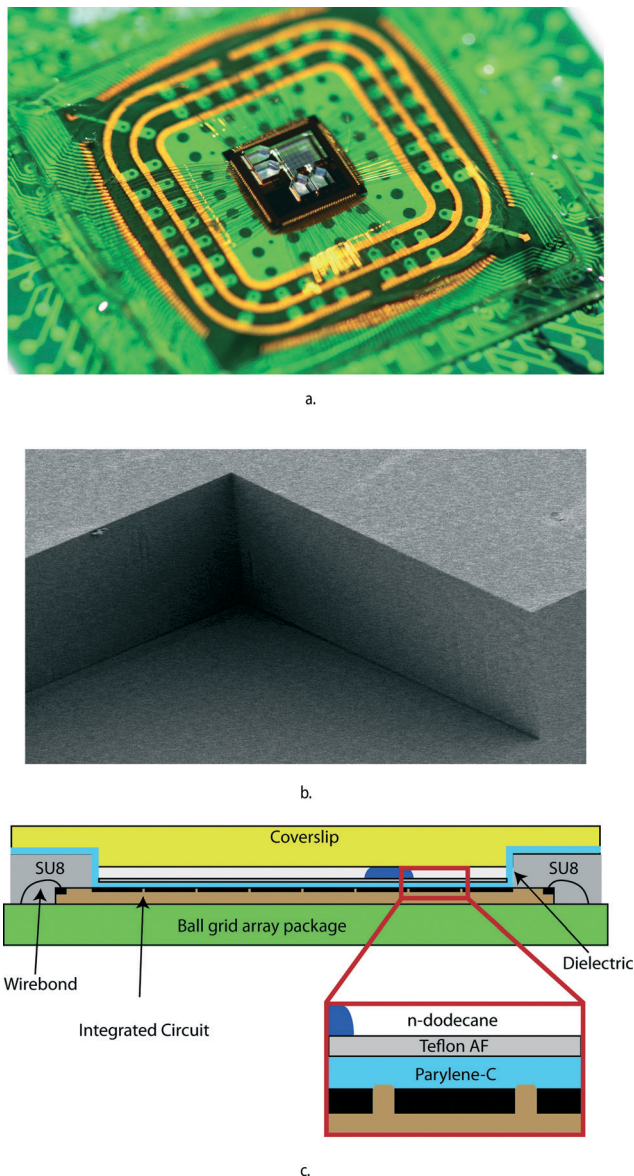 a.
b.
Coverslip
SU8
SU8
Ball grid array package
Wirebond
Dielectric
Integrated Circuit
n-dodecane
Teflon AF
Parylene-C
c.